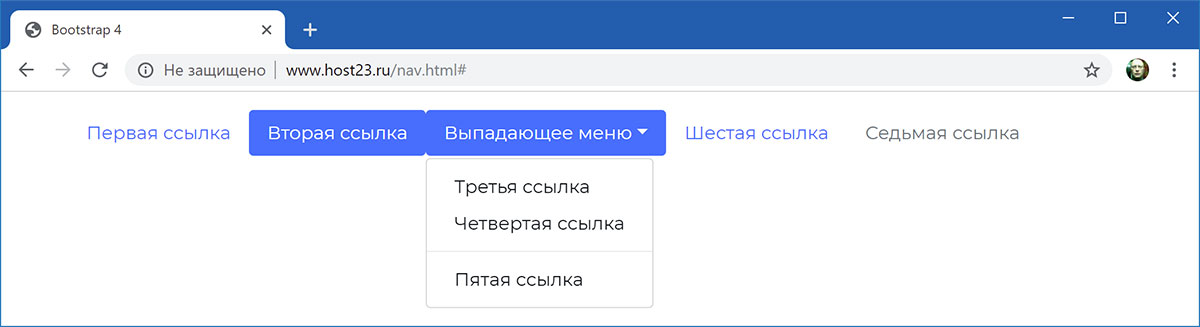 Bootstrap 4
Не защищено www.host23.ru/nav.html#
Первая ссылка Вторая ссылка Выпадающее меню Шестая ссылка Седьмая ссылка
Третья ссылка
Четвертая ссылка
Пятая ссылка